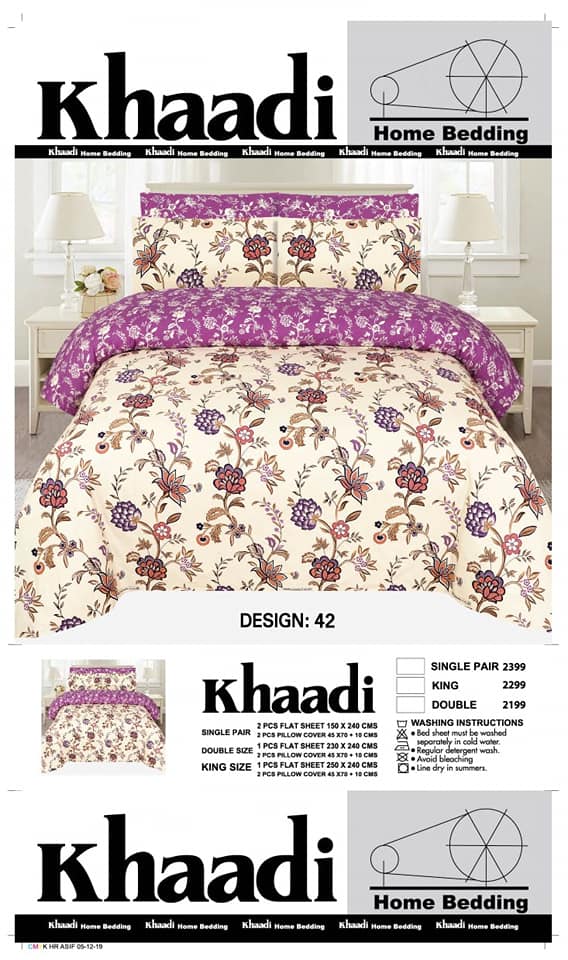 Khaadi
Home Bedding
Khaadi Home Bedding Khaadi Home Bedding Khaadi Home Bedding Khaadi Home Bedding Khaadi Home Bedding
DESIGN: 42
Khaadi
SINGLE PAIR 2 PCS FLAT SHEET 150 X 240 CMS
2 PCS PILLOW COVER 45 X70 + 10 CMS
DOUBLE SIZE 1 PCS FLAT SHEET 230 X 240 CMS
2 PCS PILLOW COVER 45 X70 + 10 CMS
KING SIZE 1 PCS FLAT SHEET 250 X 240 CMS
2 PCS PILLOW COVER 45 X70 + 10 CMS
SINGLE PAIR 2399
KING 2299
DOUBLE 2199
WASHING INSTRUCTIONS
● Bed sheet must be washed
separately in cold water.
● Regular detergent wash.
● Avoid bleaching
● Line dry in summers.
Khaadi
Home Bedding
Khaadi Home Bedding Khaadi Home Bedding Khaadi Home Bedding Khaadi Home Bedding Khaadi Home Bedding
CMYK HR ASIF 05-12-19